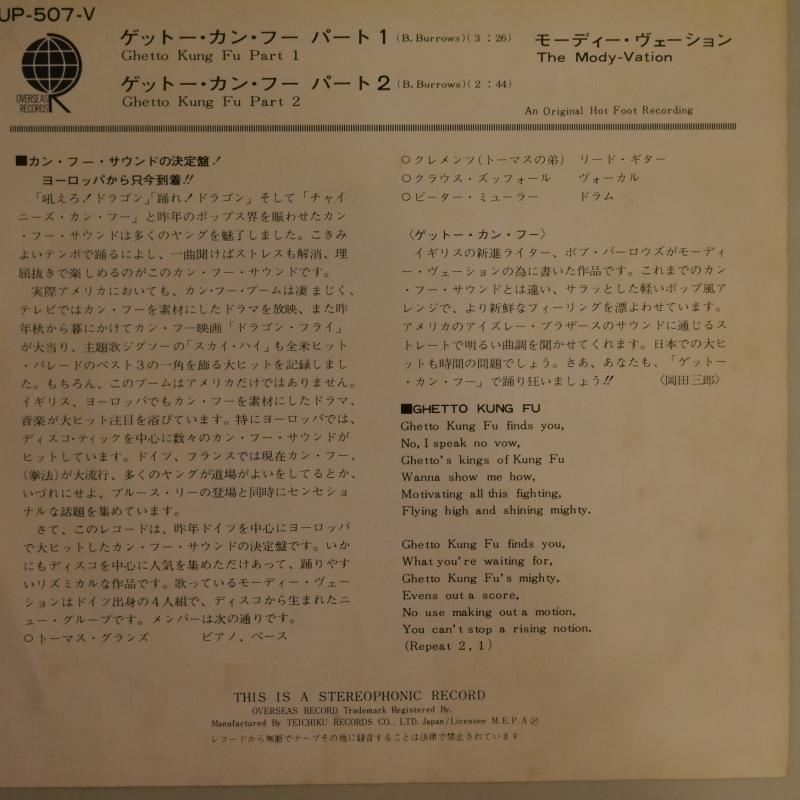 UP-507-V
OVERSEAS
RECORDS
ゲットー・カン・フー パート1 (B. Burrows)(3:26)
Ghetto Kung Fu Part 1
ゲットー・カン・フー パート2 (B. Burrows)(2:44)
Ghetto Kung Fu Part 2
モーディー・ヴェーション
The Mody-Vation
An Original Hot Foot Recording
■カン・フー・サウンドの決定盤!
ヨーロッパから只今到着!!
「吼えろ!ドラゴン」「踊れ!ドラゴン」そして「チャイ
ニーズ・カン・フー」と昨年のポップス界を賑わせたカン
・フー・サウンドは多くのヤングを魅了しました。こきみ
よいテンポで踊るによし、一曲聞けばストレスも解消、理
屈抜きで楽しめるのがこのカン・フー・サウンドです。
実際アメリカにおいても、カン・フー・ブームは凄まじく、
テレビではカン・フーを素材にしたドラマを放映、また昨
年秋から暮にかけてカン・フー映画「ドラゴン・フライ」
が大当り、主題歌ジグソーの「スカイ・ハイ」も全米ヒット
・パレードのベスト3の一角を飾る大ヒットを記録しまし
た。もちろん、このブームはアメリカだけではありません。
イギリス、ヨーロッパでもカン・フーを素材にしたドラマ、
音楽が大ヒット注目を浴びています。特にヨーロッパでは、
ディスコ・ティックを中心に数々のカン・フー・サウンドが
ヒットしています。ドイツ、フランスでは現在カン・フー、
(拳法)が大流行、多くのヤングが道場がよいをしてるとか、
いづれにせよ、ブルース・リーの登場と同時にセンセショ
ナルな話題を集めています。
さて、このレコードは、昨年ドイツを中心にヨーロッパ
で大ヒットしたカン・フー・サウンドの決定盤です。いか
にもディスコを中心に人気を集めただけあって、踊りやす
いリズミカルな作品です。歌っているモーディー・ヴェー
ションはドイツ出身の4人組で、ディスコから生まれたニ
ュー・グループです。メンバーは次の通りです。
○トーマス・グランズ ピアノ、ベース
○クレメンツ(トーマスの弟) リード・ギター
○クラウス・ズッフォール ヴォーカル
○ピーター・ミューラー ドラム
〈ゲットー・カン・フー〉
イギリスの新進ライター、ボブ・バーロウズがモーディ
ー・ヴェーションの為に書いた作品です。これまでのカン
・フー・サウンドとは違い、サラッとした軽いポップ風ア
レンジで、より新鮮なフィーリングを漂よわせています。
アメリカのアイズレー・ブラザースのサウンドに通じるス
トレートで明るい曲調を聞かせてくれます。日本での大ヒ
ットも時間の問題でしょう。さあ、あなたも、「ゲットー
・カン・フー」で踊り狂いましょう!! 〈岡田三郎〉
■GHETTO KUNG FU
Ghetto Kung Fu finds you,
No, I speak no vow,
Ghetto's kings of Kung Fu
Wanna show me how,
Motivating all this fighting,
Flying high and shining mighty.
Ghetto Kung Fu finds you,
What you're waiting for,
Ghetto Kung Fu's mighty,
Evens out a score,
No use making out a motion,
You can't stop a rising notion.
(Repeat 2, 1)
THIS IS A STEREOPHONIC RECORD
OVERSEAS RECORD Trademark Registered By.
Manufactured By TEICHIKU RECORDS CO., LTD. Japan/Licensee M.E.P.A
レコードから無断でテープその他に録音することは法律で禁止されています